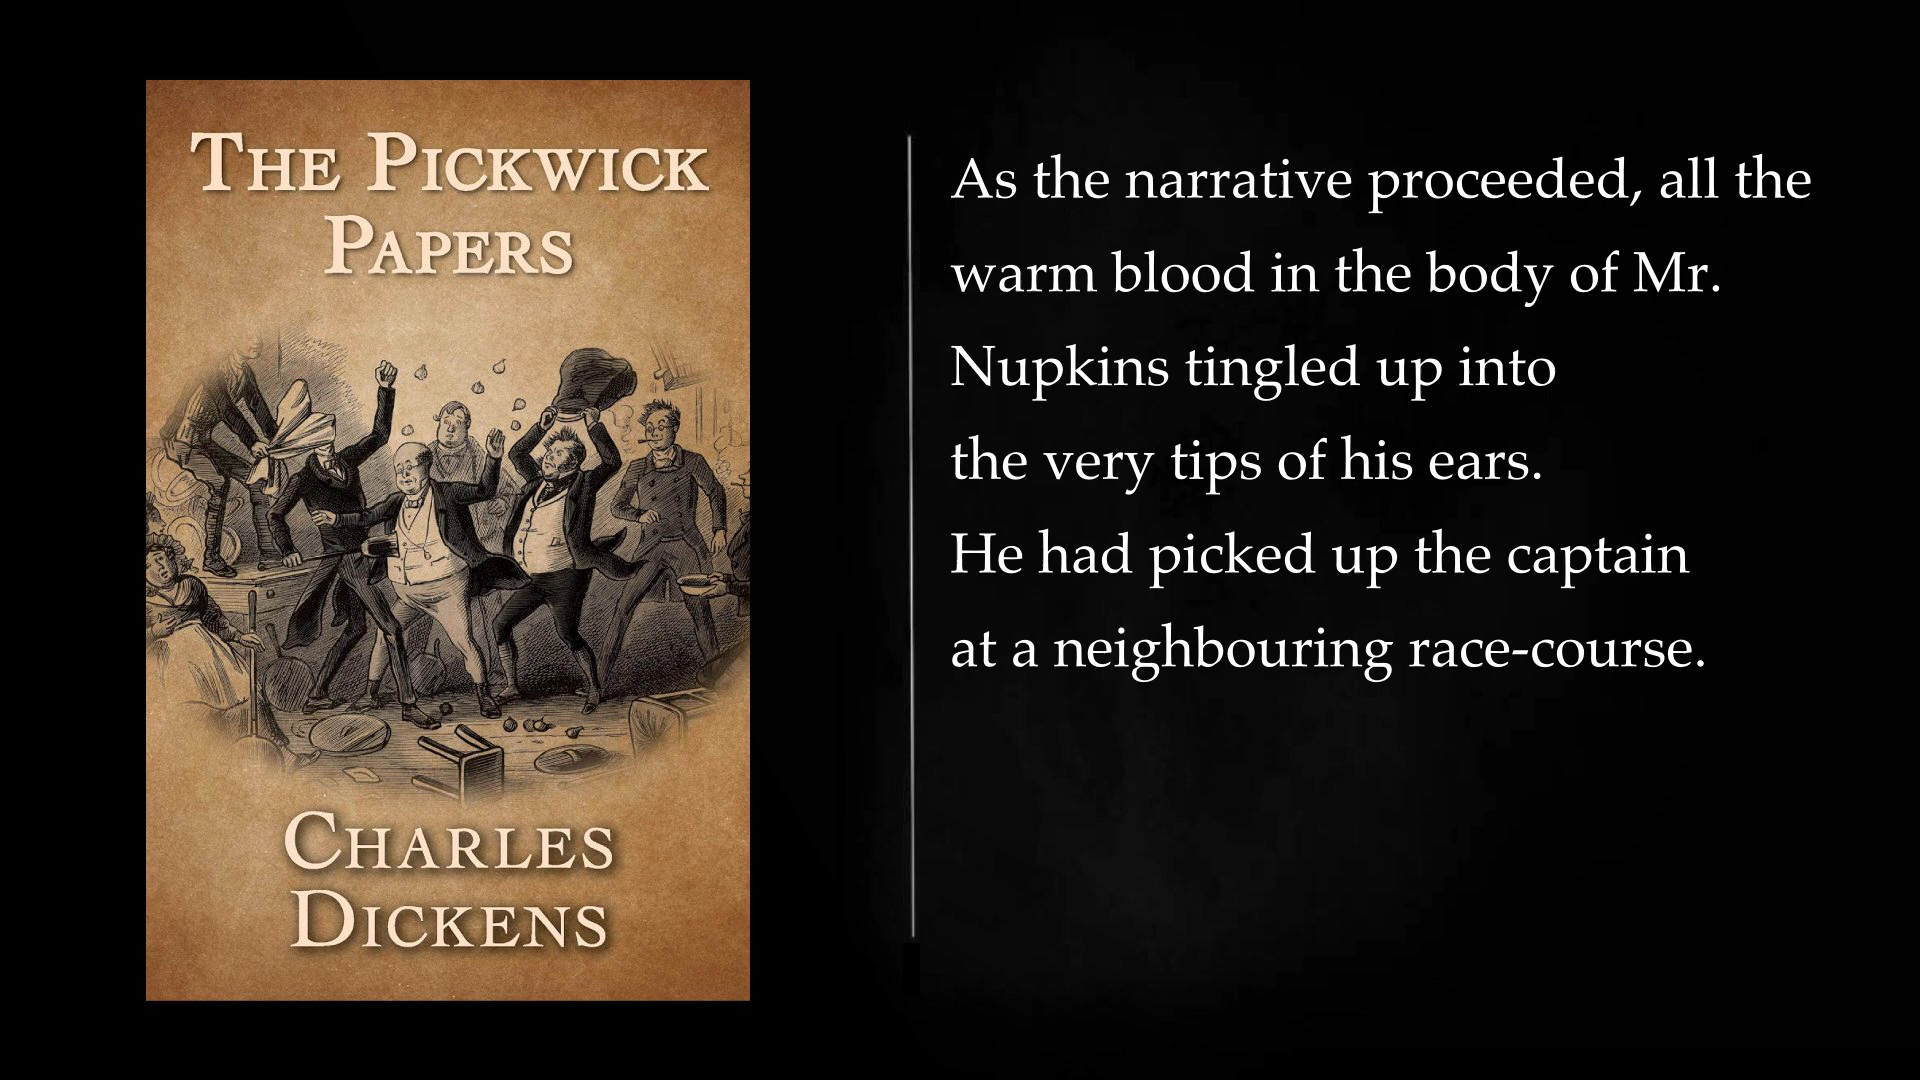 The Pickwick
Papers
Charles
Dickens
As the narrative proceeded, all the
warm blood in the body of Mr.
Nupkins tingled up into
the very tips of his ears.
He had picked up the captain
at a neighbouring race-course.